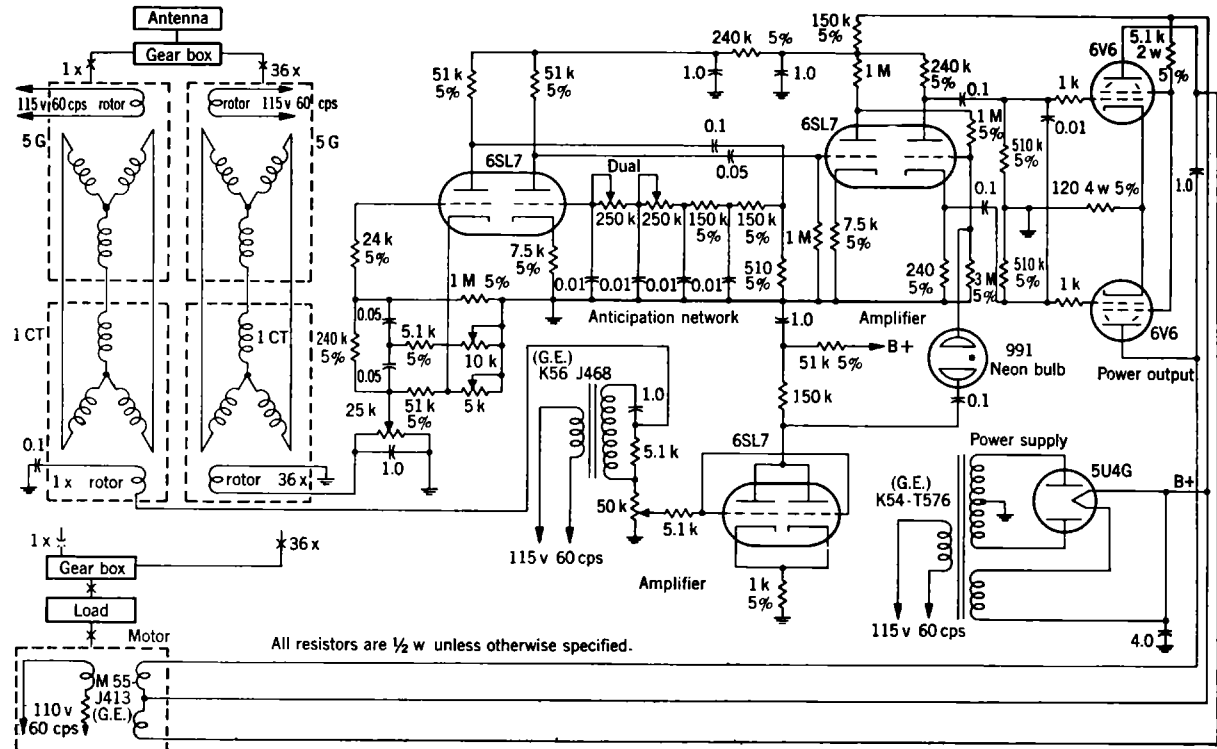 Antenna
Gear box
1 x
36 x
115 v 60 cps
rotor
rotor
115 v 60 cps
5 G
5 G
1 CT
1 CT
0.1
1 x
rotor
rotor
36 x
1 x
36 x
Gear box
Load
Motor
M 55-
J413
(G.E.)
110 v
60 cps
All resistors are ½ w unless otherwise specified.
51 k
5%
51 k
5%
240 k
5%
1.0
1.0
6SL7
0.1
0.05
Dual
250 k
250 k
150 k
5%
150 k
5%
24 k
5%
7.5 k
5%
0.01
0.01
0.01
0.01
510
5%
1 M
5%
Anticipation network
0.05
0.05
240 k
5%
5.1 k
5%
10 k
51 k
5%
5 k
25 k
1.0
(G.E.)
K56 J468
1.0
5.1 k
50 k
5.1 k
115 v 60 cps
Amplifier
6SL7
1 k
5%
1.0
51 k 5%
B+
150 k
150 k
5%
1 M
240 k
5%
6SL7
0.1
1 M
5%
1 M
7.5 k
5%
0.1
240
5%
3 M
5%
Amplifier
510 k
5%
510 k
5%
0.01
1 k
1 k
6V6
5.1 k
2 w
5%
120 4 w 5%
1.0
6V6
Power output
991
Neon bulb
0.1
Power supply
(G.E.)
K54-T576
5U4G
B+
115 v 60 cps
4.0